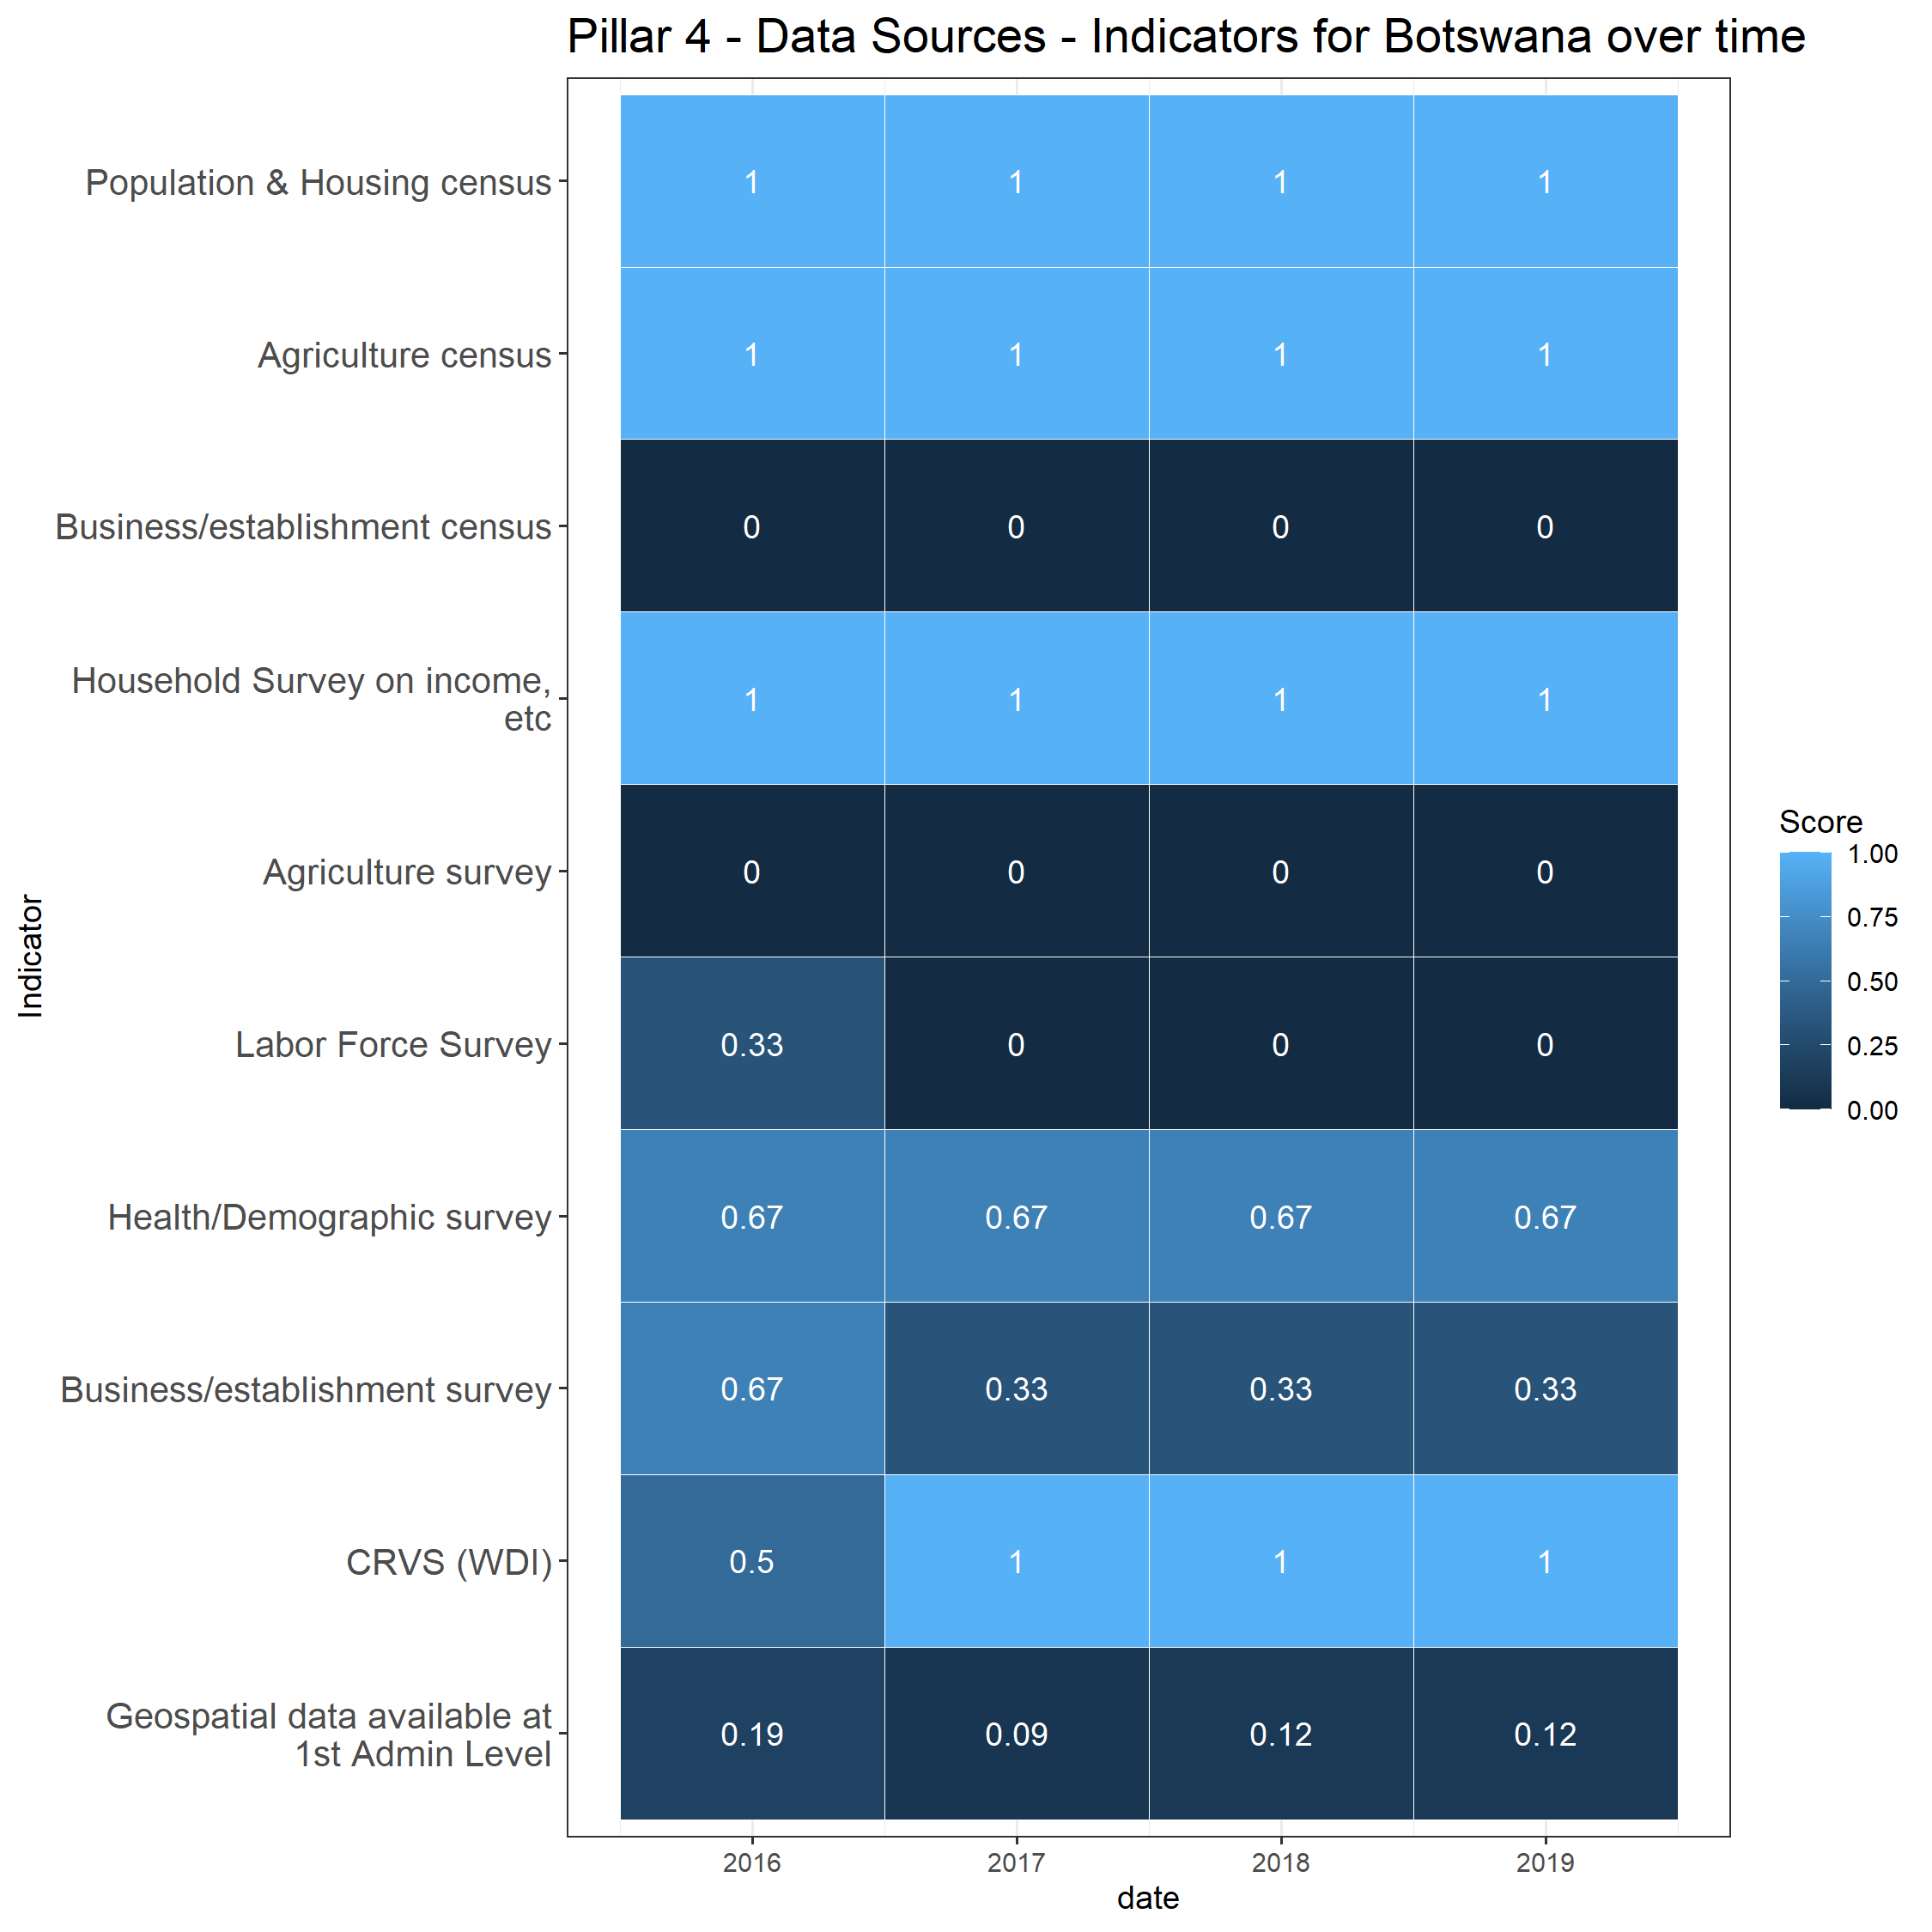 Pillar 4 - Data Sources - Indicators for Botswana over time
Population & Housing census
1 1 1 1
Agriculture census
1 1 1 1
Business/establishment census
0 0 0 0
Household Survey on income,
etc
1 1 1 1
Agriculture survey
0 0 0 0
Labor Force Survey
0.33 0 0 0
Health/Demographic survey
0.67 0.67 0.67 0.67
Business/establishment survey
0.67 0.33 0.33 0.33
CRVS (WDI)
0.5 1 1 1
Geospatial data available at
1st Admin Level
0.19 0.09 0.12 0.12
2016 2017 2018 2019
date
Indicator
Score
1.00
0.75
0.50
0.25
0.00